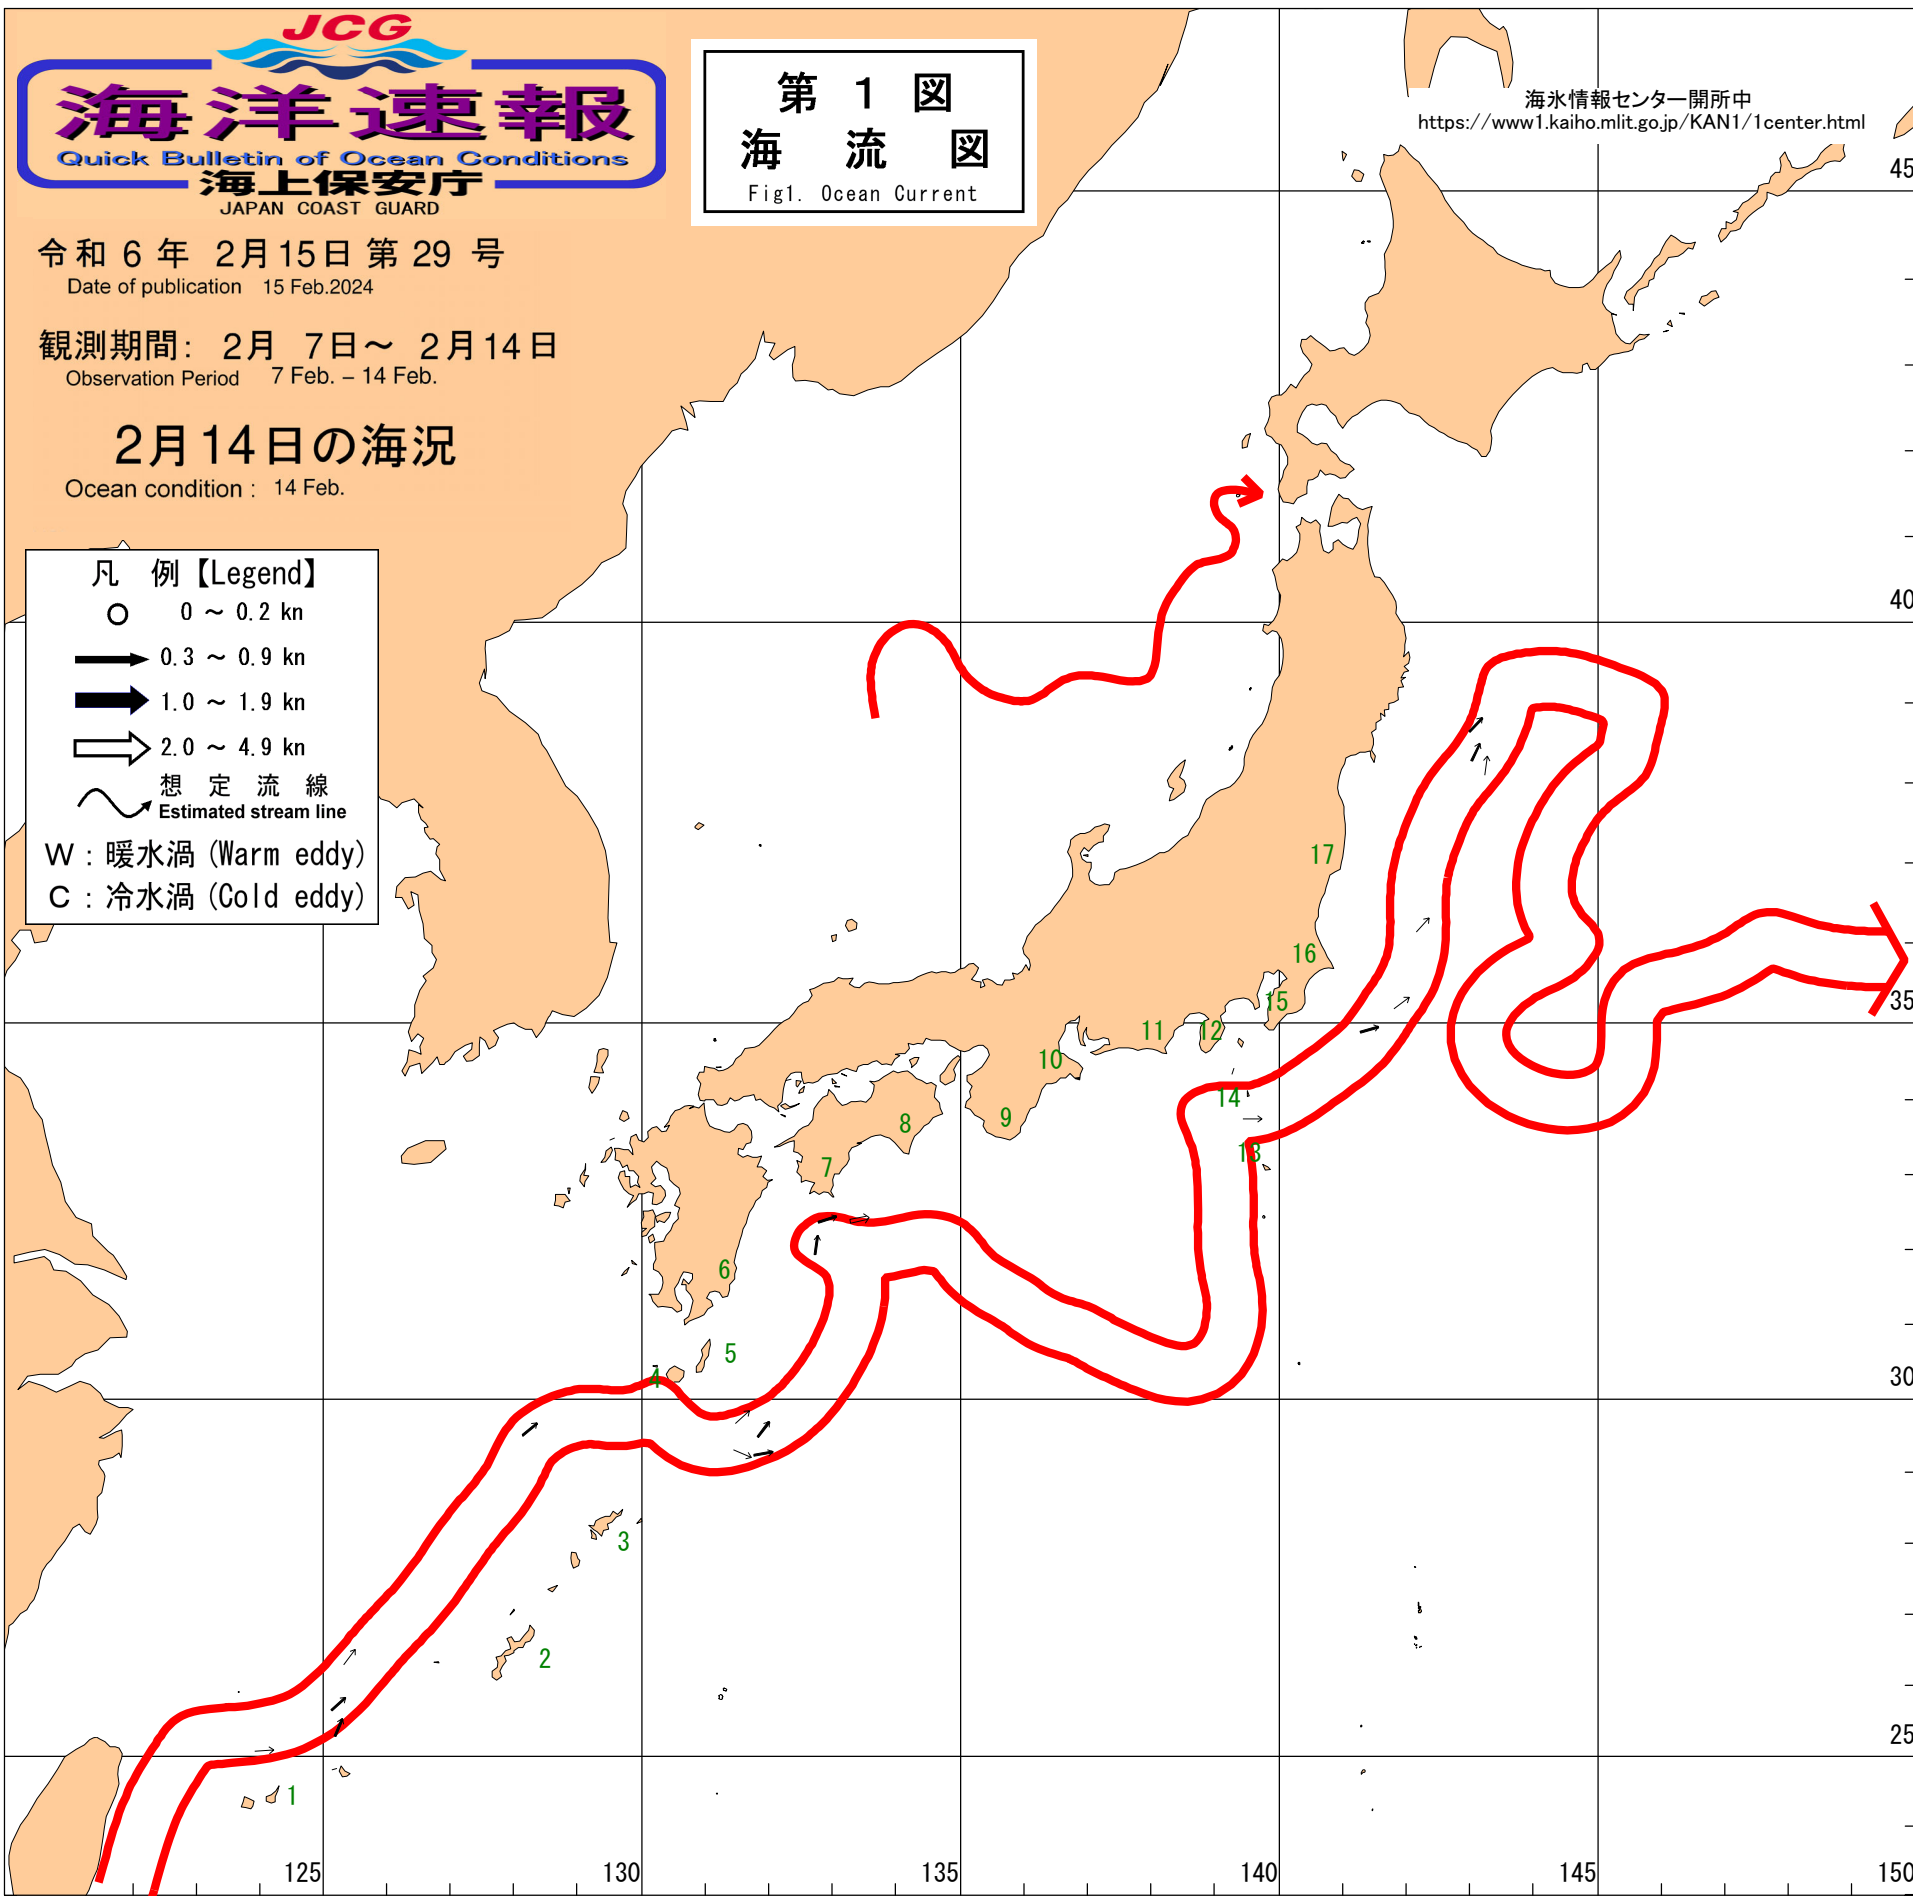 JCG
海洋速報
Quick Bulletin of Ocean Conditions
海上保安庁
JAPAN COAST GUARD
第 1 図
海 流 図
Fig1. Ocean Current
海氷情報センター開所中
https://www1.kaiho.mlit.go.jp/KAN1/1center.html
令和 6 年 2月15日 第 29 号
Date of publication 15 Feb.2024
観測期間: 2月 7日～ 2月14日
Observation Period 7 Feb. – 14 Feb.
2月14日の海況
Ocean condition : 14 Feb.
凡 例【Legend】
0 ～ 0.2 kn
0.3 ～ 0.9 kn
1.0 ～ 1.9 kn
2.0 ～ 4.9 kn
想 定 流 線
Estimated stream line
W : 暖水渦 (Warm eddy)
C : 冷水渦 (Cold eddy)
45
40
35
30
25
17
16
15
12
11
10
14
9
8
13
7
6
5
4
3
2
1
125
130
135
140
145
150